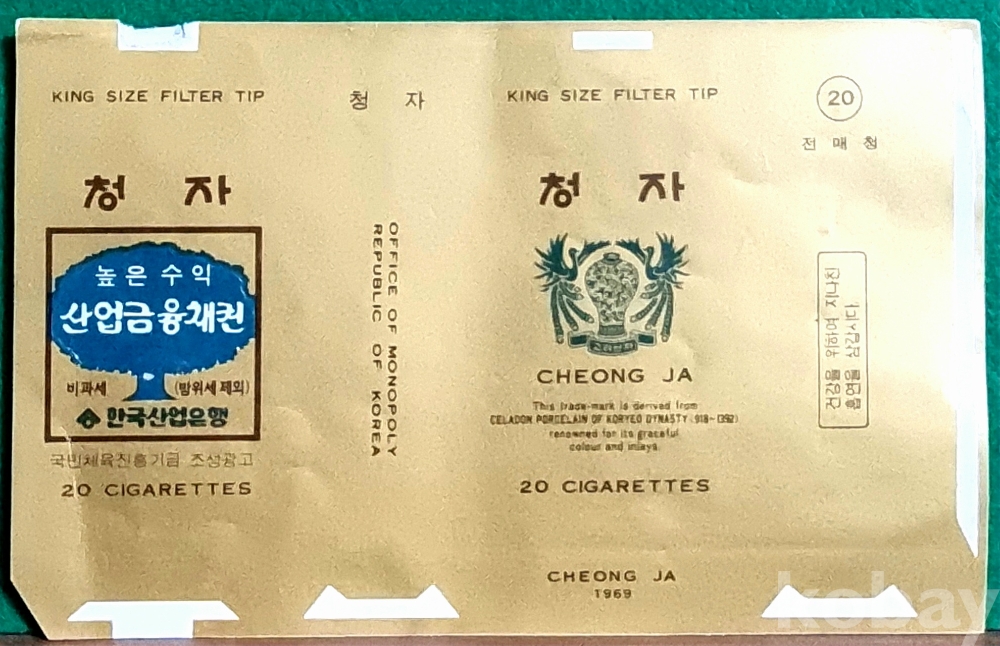 KING SIZE FILTER TIP
청 자
높은 수익
산업금융채권
비과세 (방위세 제외)
한국산업은행
국민체육진흥기금 조성광고
20 CIGARETTES
청 자
OFFICE OF MONOPOLY
REPUBLIC OF KOREA
KING SIZE FILTER TIP
청 자
고려청자
CHEONG JA
This trade-mark is derived from
CELADON PORCELAIN OF KORYEO DYNASTY (918-1392)
renowned for its graceful
colour and inlays.
20 CIGARETTES
CHEONG JA
1969
20
전매청
건강을 위하여 지나친
흡연을 삼갑시다.
kobay